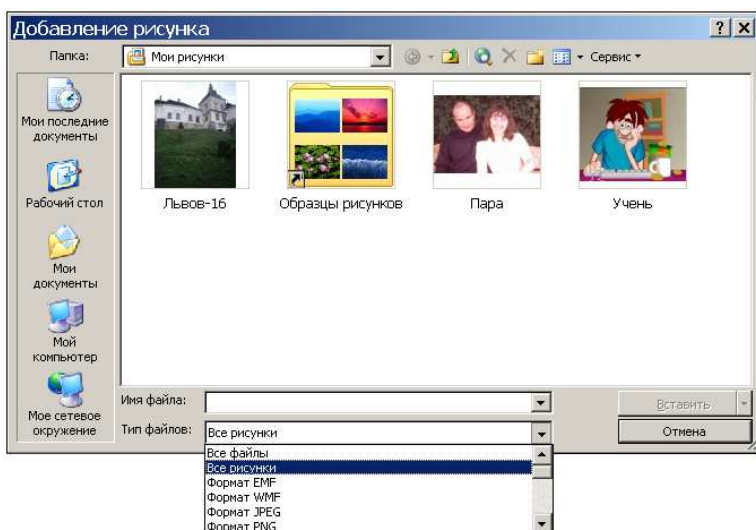 Добавление рисунка
Папка: Мои рисунки Сервис
Мои последние
документы
Рабочий стол
Мои
документы
Мой
компьютер
Мое сетевое
окружение
Львов-16 Образцы рисунков Пара Учень
Имя файла: Вставить
Тип файлов: Все рисунки Отмена
Все файлы
Все рисунки
Формат EMF
Формат WMF
Формат JPEG
Формат PNG